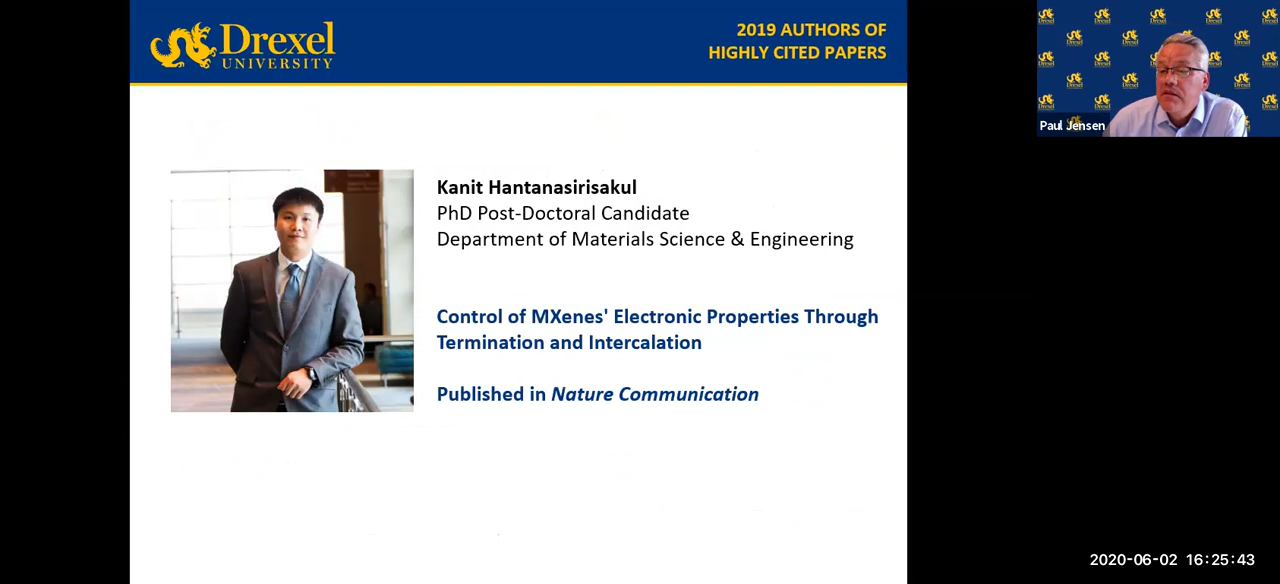 Drexel
UNIVERSITY
2019 AUTHORS OF
HIGHLY CITED PAPERS
Kanit Hantanasirisakul
PhD Post-Doctoral Candidate
Department of Materials Science & Engineering
Control of MXenes' Electronic Properties Through
Termination and Intercalation
Published in Nature Communication
Paul Jensen
2020-06-02 16:25:43